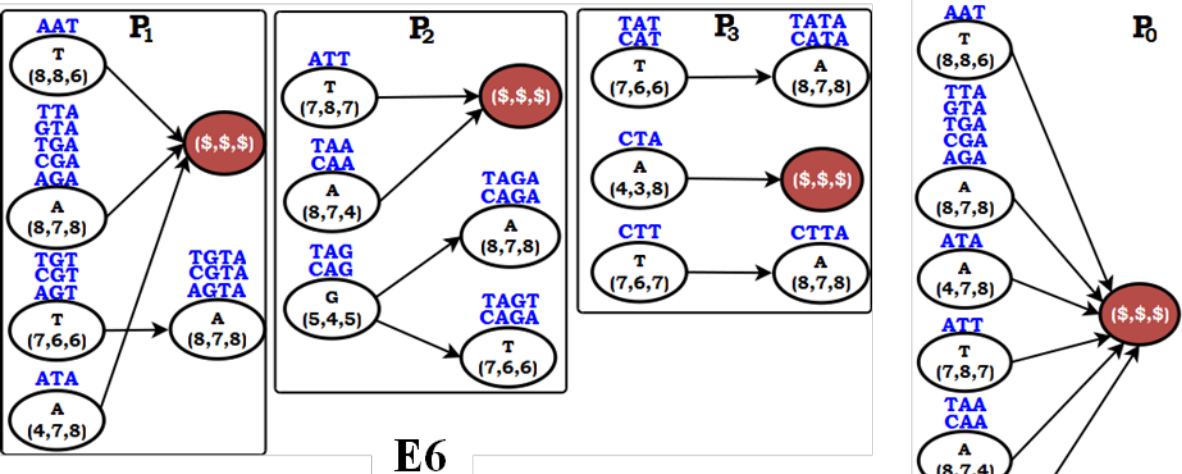 P1
AAT
T
(8,8,6)
($,$,$)
TTA
GTA
TGA
CGA
AGA
A
(8,7,8)
TGT
CGT
AGT
T
(7,6,6)
TGTA
CGTA
AGTA
A
(8,7,8)
ATA
A
(4,7,8)
P2
ATT
T
(7,8,7)
($,$,$)
TAA
CAA
A
(8,7,4)
TAGA
CAGA
A
(8,7,8)
TAG
CAG
G
(5,4,5)
TAGT
CAGA
T
(7,6,6)
P3
TAT
CAT
T
(7,6,6)
TATA
CATA
A
(8,7,8)
CTA
A
(4,3,8)
($,$,$)
CTT
T
(7,6,7)
CTTA
A
(8,7,8)
E6
P0
AAT
T
(8,8,6)
TTA
GTA
TGA
CGA
AGA
A
(8,7,8)
ATA
A
(4,7,8)
($,$,$)
ATT
T
(7,8,7)
TAA
CAA
A
(8,7,4)